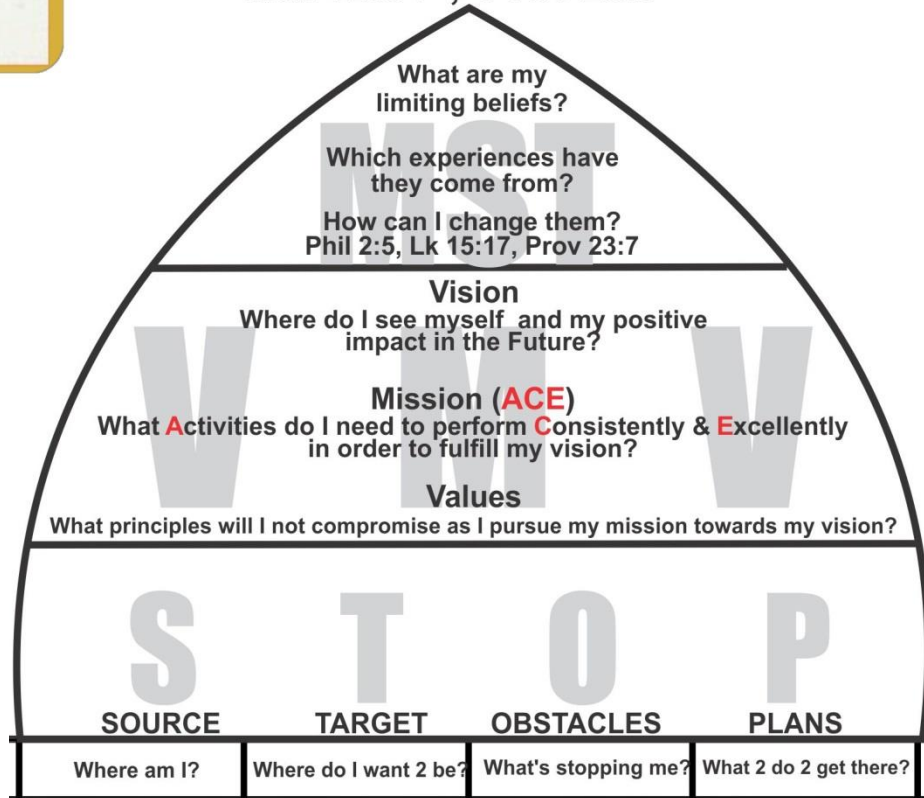 What are my
limiting beliefs?
MST
Which experiences have
they come from?
How can I change them?
Phil 2:5, Lk 15:17, Prov 23:7
Vision
Where do I see myself and my positive
impact in the Future?
V M V
Mission (ACE)
What Activities do I need to perform Consistently & Excellently
in order to fulfill my vision?
Values
What principles will I not compromise as I pursue my mission towards my vision?
S T O P
SOURCE TARGET OBSTACLES PLANS
Where am I? Where do I want 2 be? What's stopping me? What 2 do 2 get there?